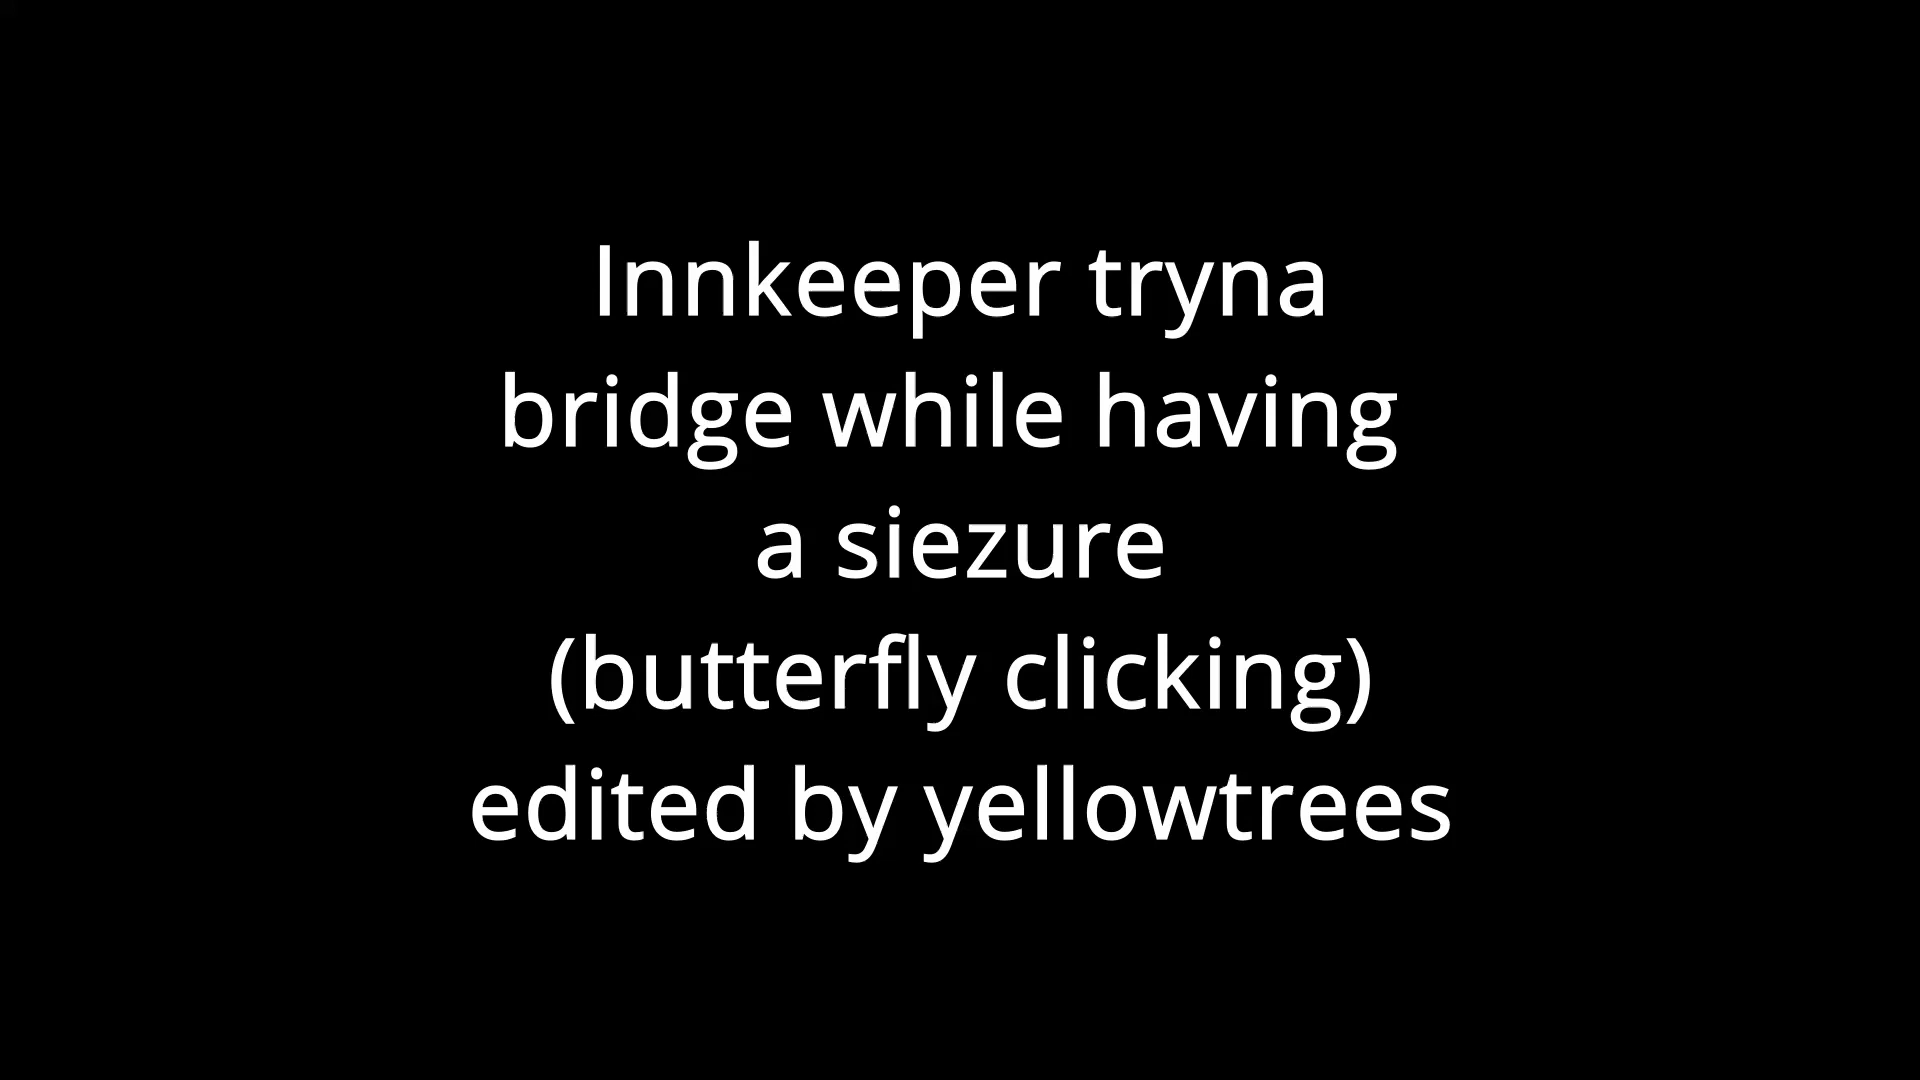 Innkeeper tryna
bridge while having
a siezure
(butterfly clicking)
edited by yellowtrees